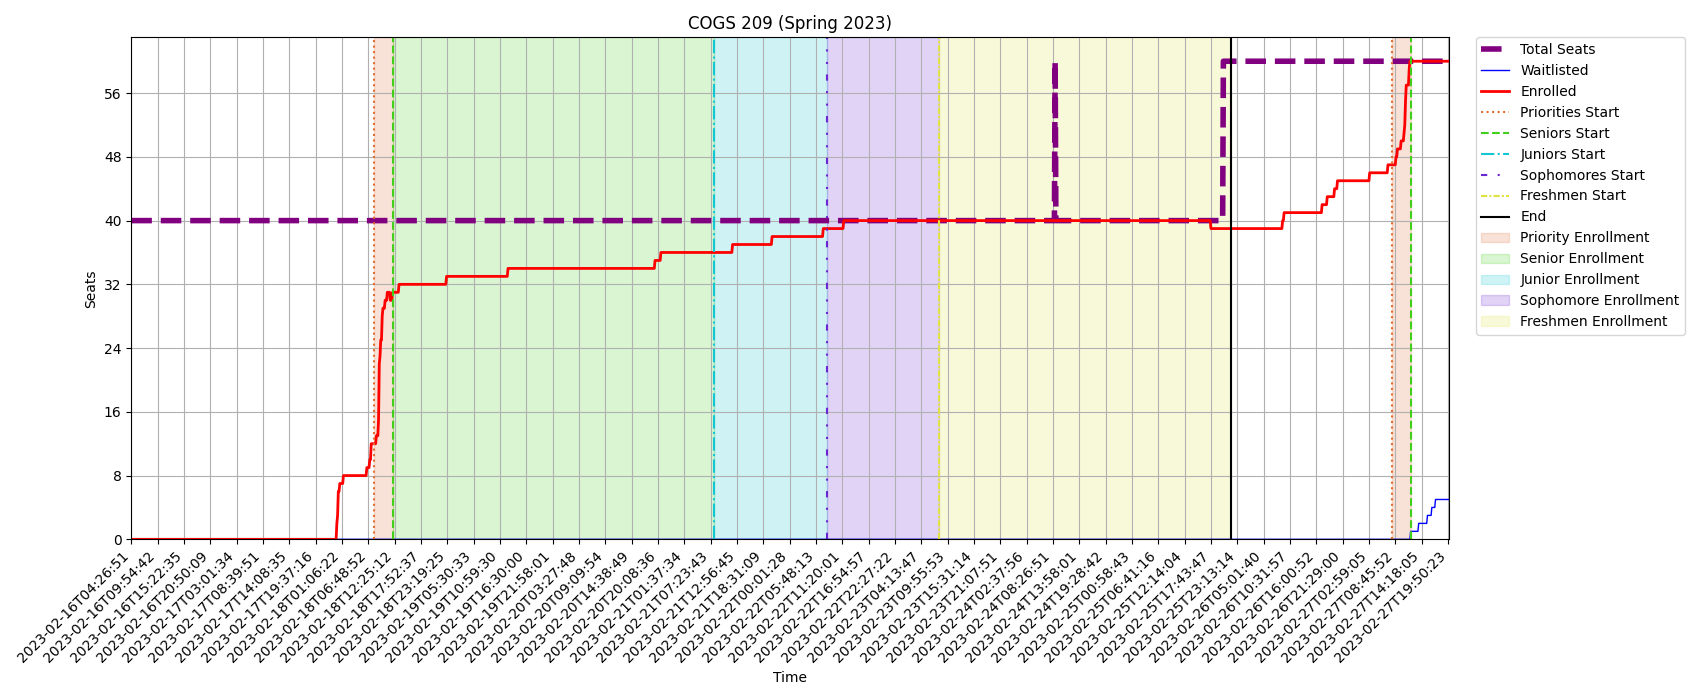 COGS 209 (Spring 2023)
Seats
56
48
40
32
24
16
8
0
2023-02-16T04:26:51
2023-02-16T09:54:42
2023-02-16T15:22:35
2023-02-16T20:50:09
2023-02-17T03:01:34
2023-02-17T08:39:51
2023-02-17T14:08:35
2023-02-17T19:37:16
2023-02-18T01:06:22
2023-02-18T06:48:52
2023-02-18T12:25:12
2023-02-18T17:52:37
2023-02-18T23:19:25
2023-02-19T05:30:33
2023-02-19T10:59:30
2023-02-19T16:30:00
2023-02-19T21:58:01
2023-02-20T03:27:48
2023-02-20T09:09:54
2023-02-20T14:38:49
2023-02-20T20:08:36
2023-02-21T01:37:34
2023-02-21T07:23:43
2023-02-21T12:56:45
2023-02-21T18:31:09
2023-02-22T00:01:28
2023-02-22T05:48:13
2023-02-22T11:20:01
2023-02-22T16:54:57
2023-02-22T22:27:22
2023-02-23T04:13:47
2023-02-23T09:55:53
2023-02-23T15:31:14
2023-02-23T21:07:51
2023-02-24T02:37:56
2023-02-24T08:26:51
2023-02-24T13:58:01
2023-02-24T19:28:42
2023-02-25T00:58:43
2023-02-25T06:41:16
2023-02-25T12:14:04
2023-02-25T17:43:47
2023-02-25T23:13:14
2023-02-26T05:01:40
2023-02-26T10:31:57
2023-02-26T16:00:52
2023-02-26T21:29:00
2023-02-27T02:59:05
2023-02-27T08:45:52
2023-02-27T14:18:05
2023-02-27T19:50:23
Time
Total Seats
Waitlisted
Enrolled
Priorities Start
Seniors Start
Juniors Start
Sophomores Start
Freshmen Start
End
Priority Enrollment
Senior Enrollment
Junior Enrollment
Sophomore Enrollment
Freshmen Enrollment